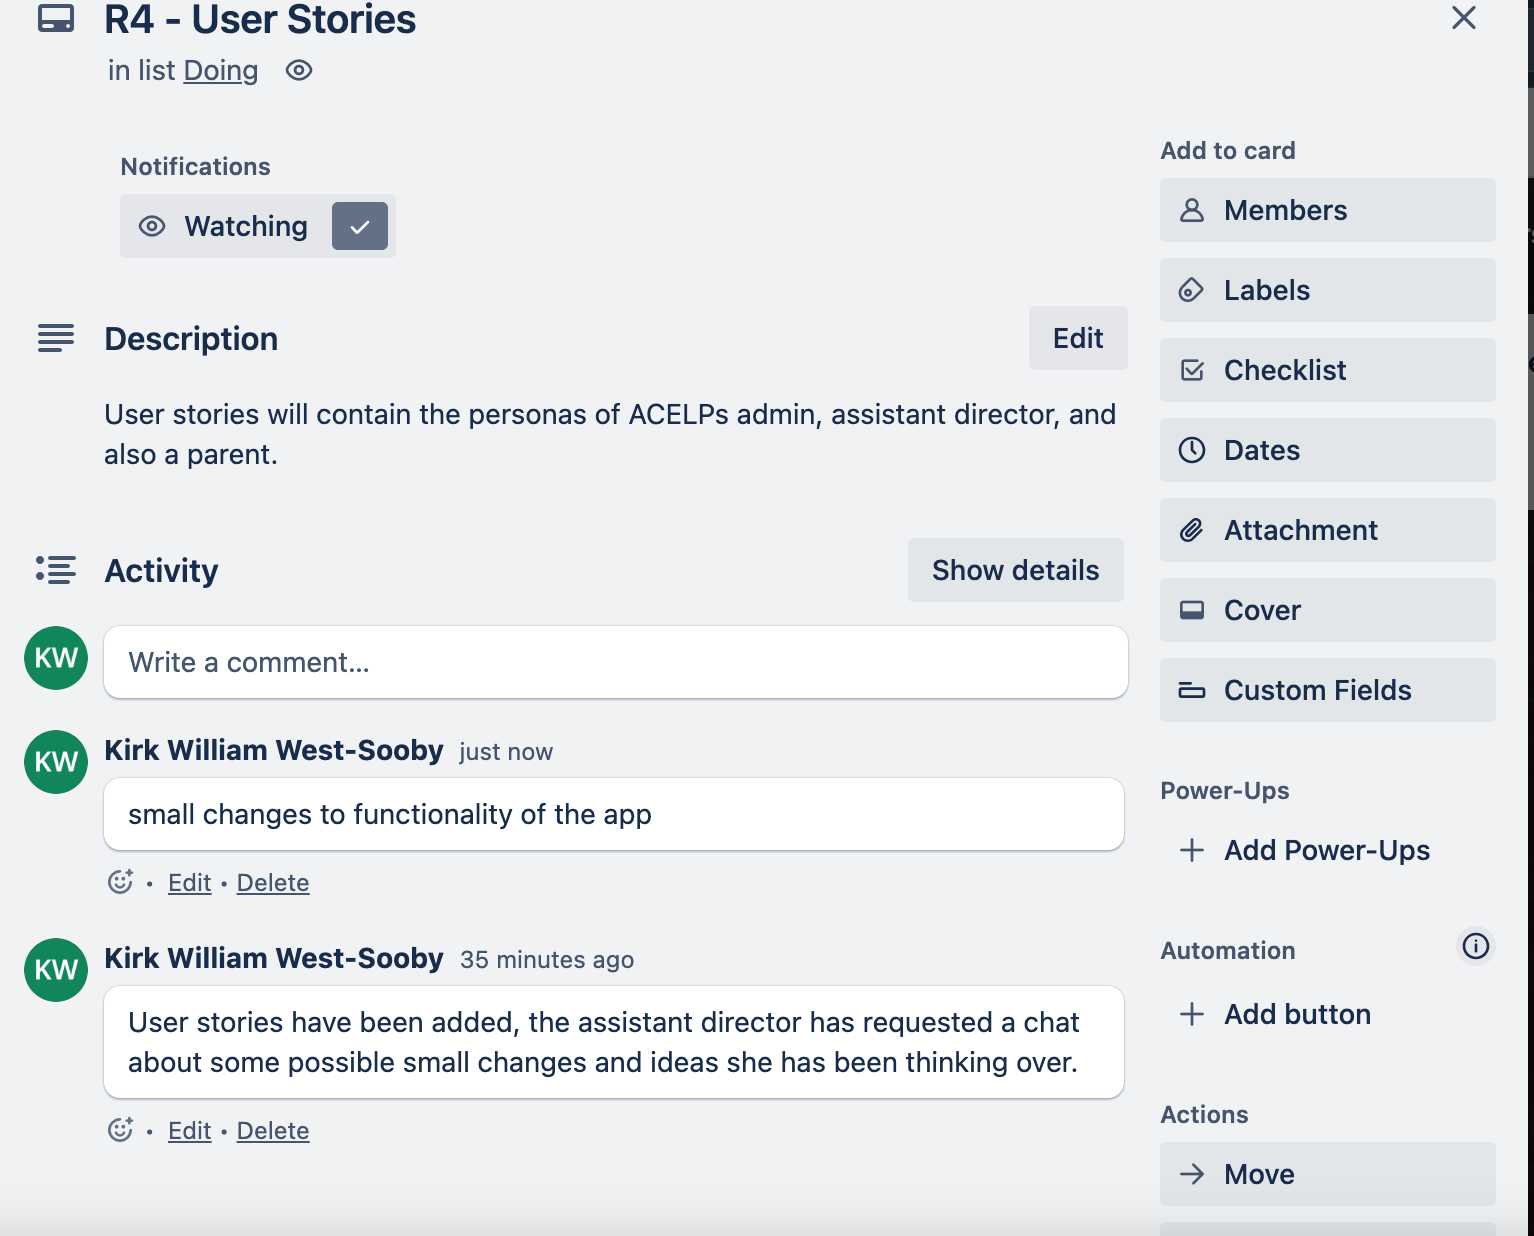 R4 - User Stories
in list Doing
Notifications
Watching
Description
Edit
User stories will contain the personas of ACELPs admin, assistant director, and
also a parent.
Activity
Show details
KW
Write a comment...
KW
Kirk William West-Sooby just now
small changes to functionality of the app
• Edit • Delete
KW
Kirk William West-Sooby 35 minutes ago
User stories have been added, the assistant director has requested a chat
about some possible small changes and ideas she has been thinking over.
• Edit • Delete
Add to card
Members
Labels
Checklist
Dates
Attachment
Cover
Custom Fields
Power-Ups
+ Add Power-Ups
Automation
+ Add button
Actions
→ Move